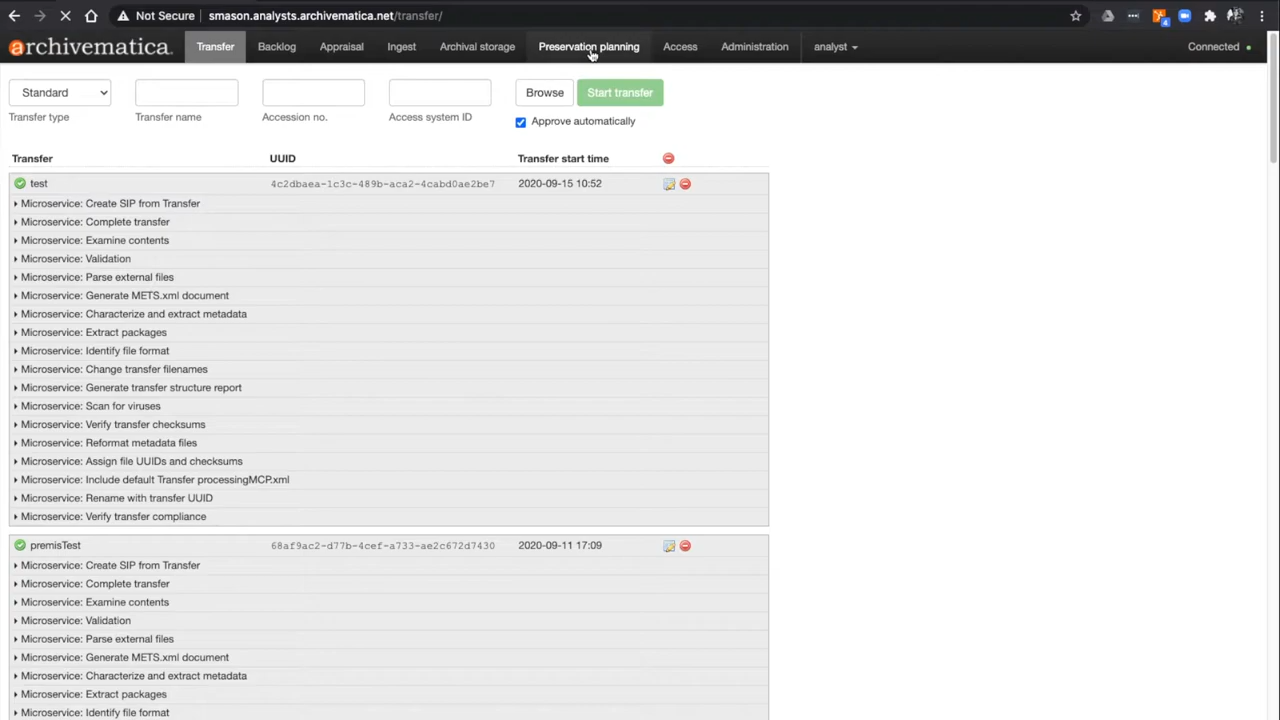 Not Secure smason.analysts.archivematica.net/transfer/
archivematica. Transfer Backlog Appraisal Ingest Archival storage Preservation planning Access Administration analyst Connected
Standard Browse Start transfer
Transfer type Transfer name Accession no. Access system ID Approve automatically
Transfer UUID Transfer start time
test 4c2dbaea-1c3c-489b-aca2-4cabd0ae2be7 2020-09-15 10:52
Microservice: Create SIP from Transfer
Microservice: Complete transfer
Microservice: Examine contents
Microservice: Validation
Microservice: Parse external files
Microservice: Generate METS.xml document
Microservice: Characterize and extract metadata
Microservice: Extract packages
Microservice: Identify file format
Microservice: Change transfer filenames
Microservice: Generate transfer structure report
Microservice: Scan for viruses
Microservice: Verify transfer checksums
Microservice: Reformat metadata files
Microservice: Assign file UUIDs and checksums
Microservice: Include default Transfer processingMCP.xml
Microservice: Rename with transfer UUID
Microservice: Verify transfer compliance
premisTest 68af9ac2-d77b-4cef-a733-ae2c672d7430 2020-09-11 17:09
Microservice: Create SIP from Transfer
Microservice: Complete transfer
Microservice: Examine contents
Microservice: Validation
Microservice: Parse external files
Microservice: Generate METS.xml document
Microservice: Characterize and extract metadata
Microservice: Extract packages
Microservice: Identify file format